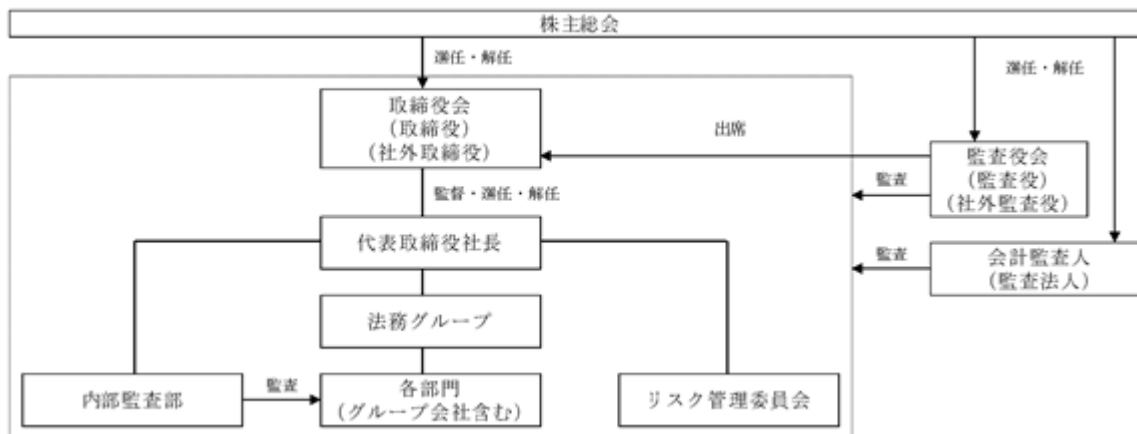 株主総会
選任・解任
選任・解任
取締役会
(取締役)
(社外取締役)
出席
監査役会
(監査役)
(社外監査役)
監査
監督・選任・解任
代表取締役社長
会計監査人
(監査法人)
監査
法務グループ
内部監査部
監査
各部門
(グループ会社含む)
リスク管理委員会